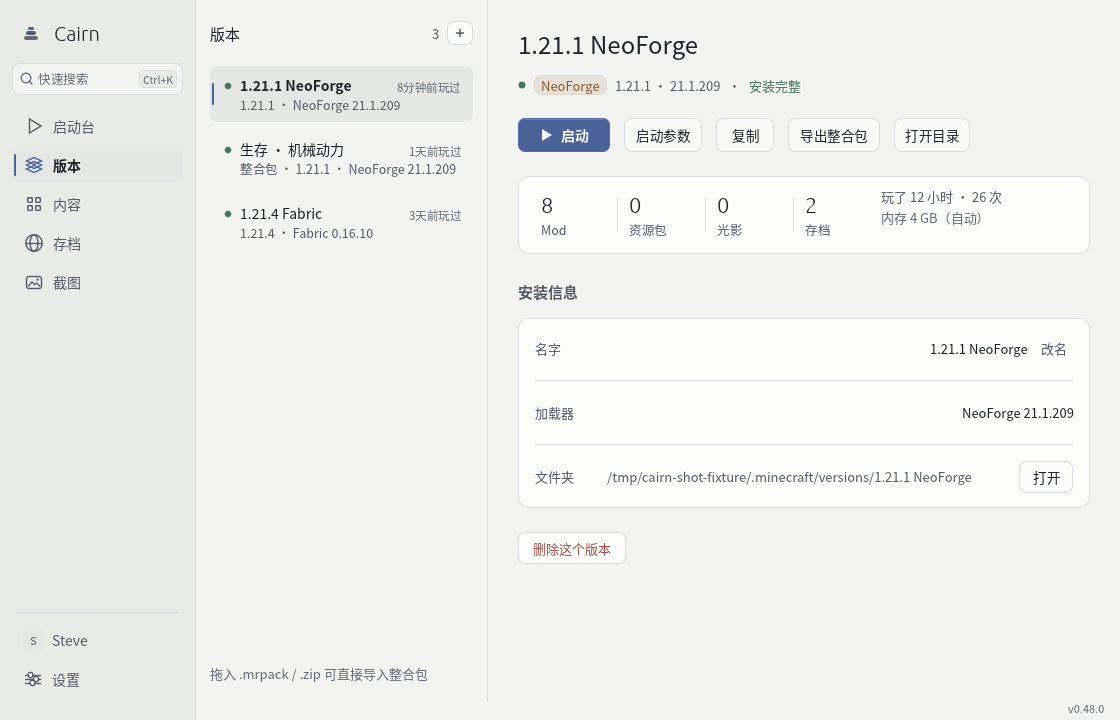 Cairn
快速搜索 Ctrl+K
启动台
版本
内容
存档
截图
S Steve
设置
版本 3 +
1.21.1 NeoForge 8分钟前玩过
1.21.1 · NeoForge 21.1.209
生存 · 机械动力 1天前玩过
整合包 · 1.21.1 · NeoForge 21.1.209
1.21.4 Fabric 3天前玩过
1.21.4 · Fabric 0.16.10
拖入 .mrpack / .zip 可直接导入整合包
1.21.1 NeoForge
NeoForge 1.21.1 · 21.1.209 · 安装完整
启动 启动参数 复制 导出整合包 打开目录
8 0 0 2
Mod 资源包 光影 存档
玩了 12 小时 · 26 次
内存 4 GB（自动）
安装信息
名字 1.21.1 NeoForge 改名
加载器 NeoForge 21.1.209
文件夹 /tmp/cairn-shot-fixture/.minecraft/versions/1.21.1 NeoForge 打开
删除这个版本
v0.48.0